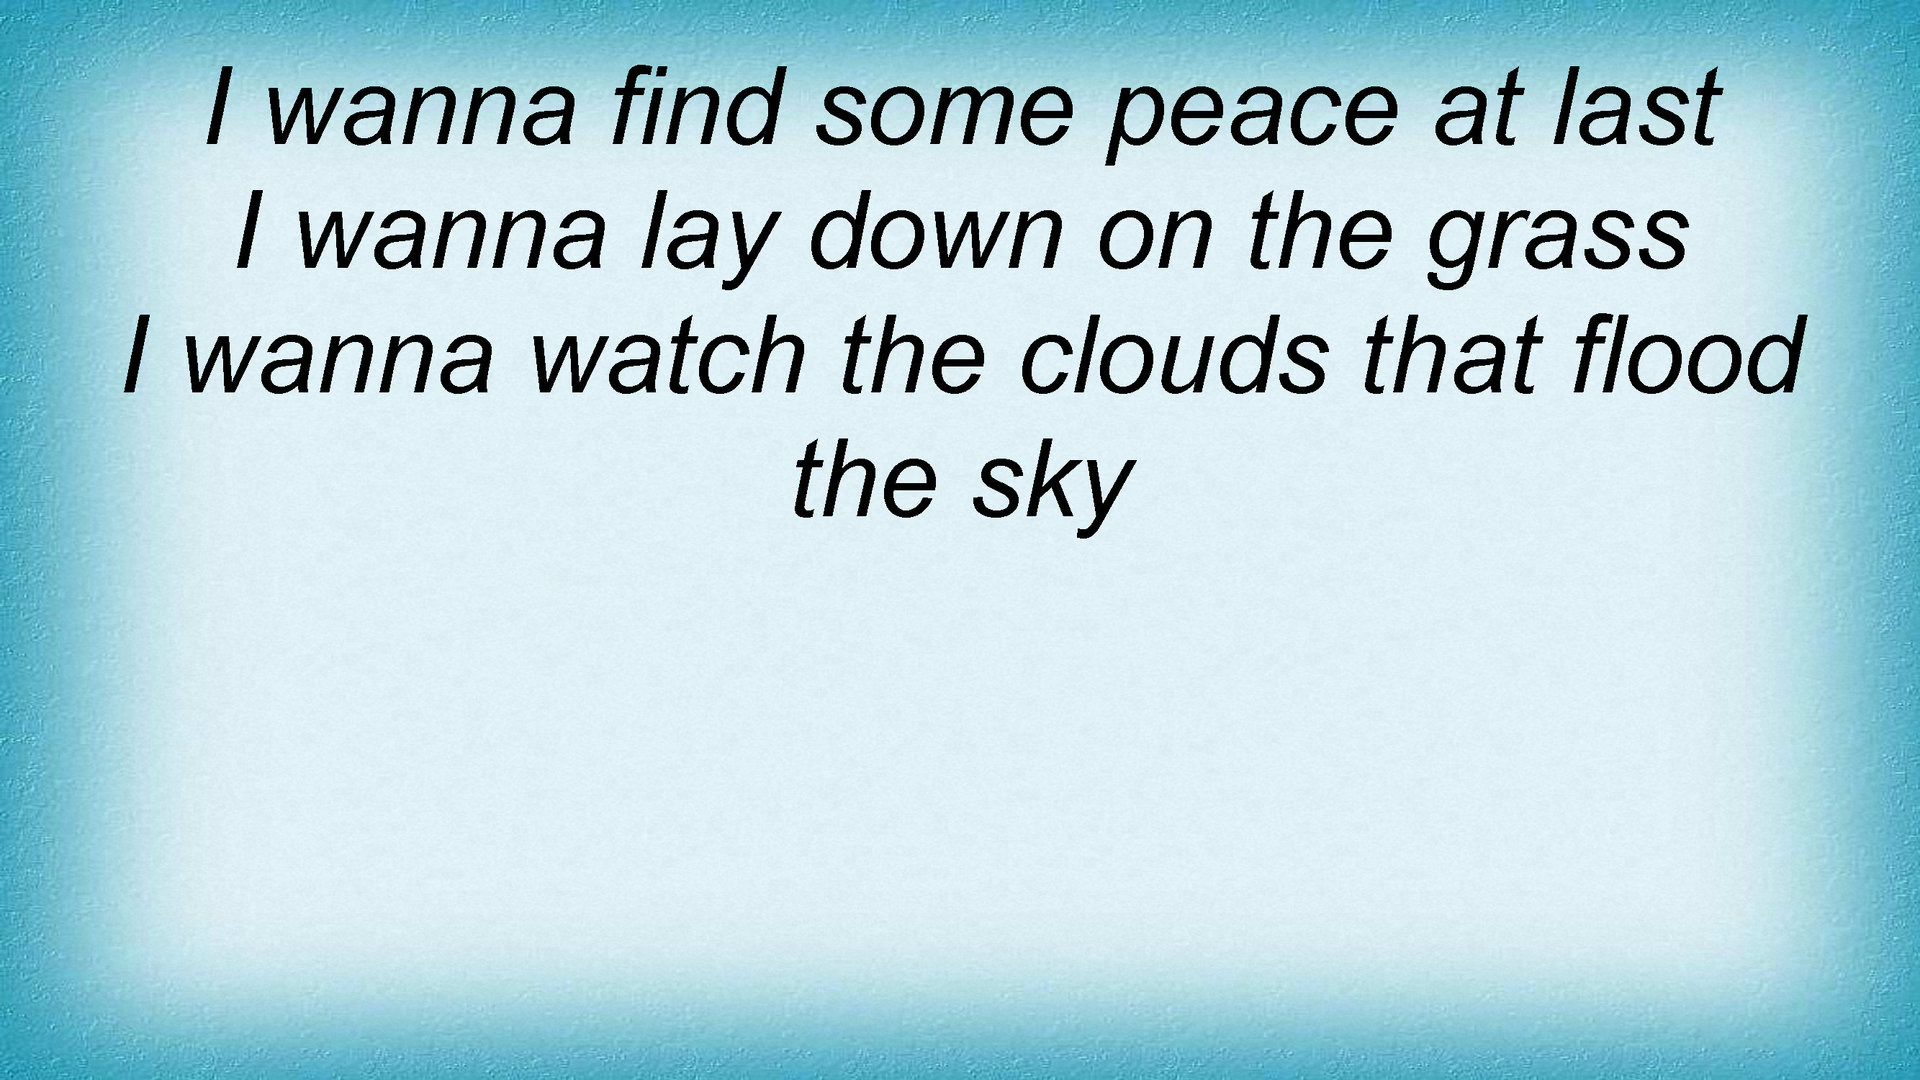 I wanna find some peace at last
I wanna lay down on the grass
I wanna watch the clouds that flood
the sky